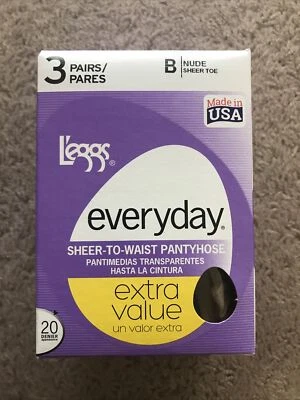 3 PAIRS/
PARES
B NUDE
SHEER TOE
Made in
USA
L'eggs®
everyday®
SHEER-TO-WAIST PANTYHOSE
PANTIMEDIAS TRANSPARENTES
HASTA LA CINTURA
extra
value
un valor extra
20
DENIER